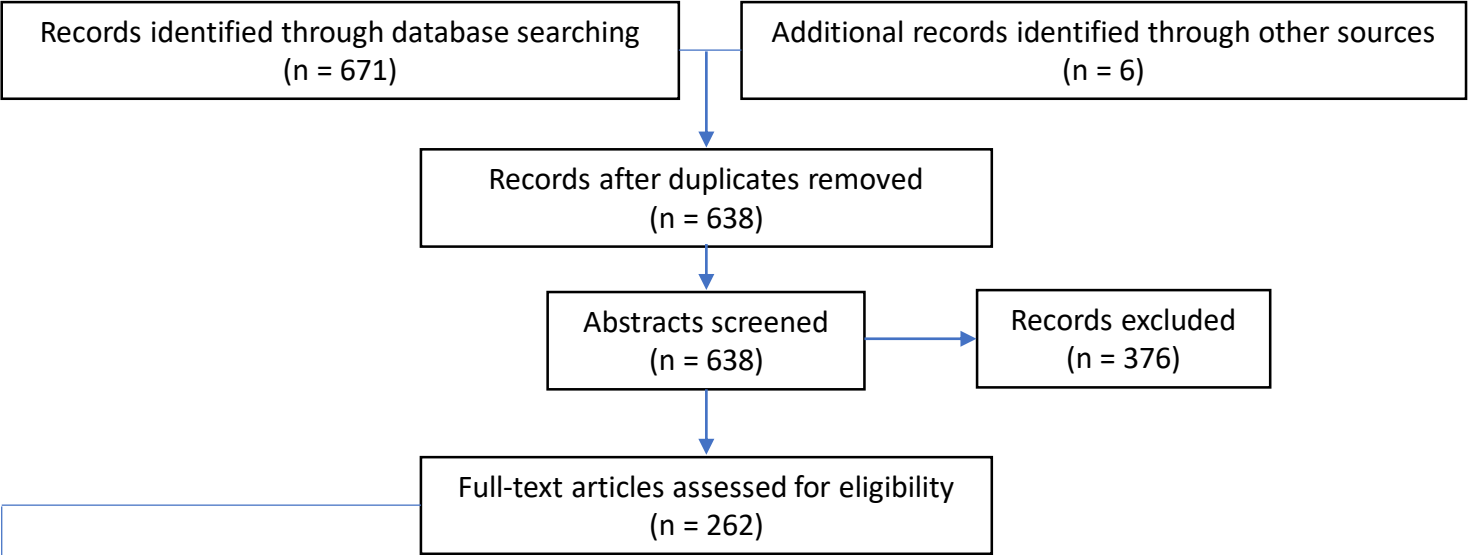 Records identified through database searching
(n = 671)
Additional records identified through other sources
(n = 6)
Records after duplicates removed
(n = 638)
Abstracts screened
(n = 638)
Records excluded
(n = 376)
Full-text articles assessed for eligibility
(n = 262)